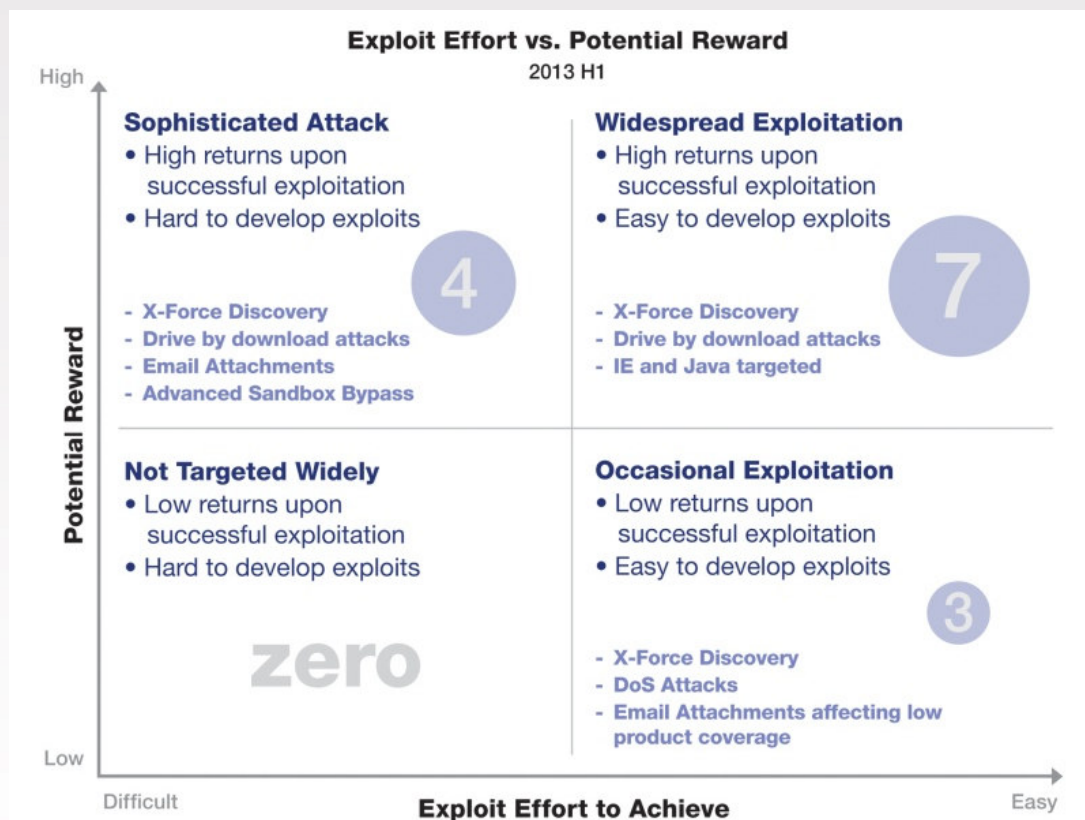 Exploit Effort vs. Potential Reward
2013 H1
High
Sophisticated Attack
• High returns upon
successful exploitation
• Hard to develop exploits
4
- X-Force Discovery
- Drive by download attacks
- Email Attachments
- Advanced Sandbox Bypass
Widespread Exploitation
• High returns upon
successful exploitation
• Easy to develop exploits
7
- X-Force Discovery
- Drive by download attacks
- IE and Java targeted
Potential Reward
Not Targeted Widely
• Low returns upon
successful exploitation
• Hard to develop exploits
zero
Occasional Exploitation
• Low returns upon
successful exploitation
• Easy to develop exploits
3
- X-Force Discovery
- DoS Attacks
- Email Attachments affecting low
product coverage
Low
Difficult
Exploit Effort to Achieve
Easy